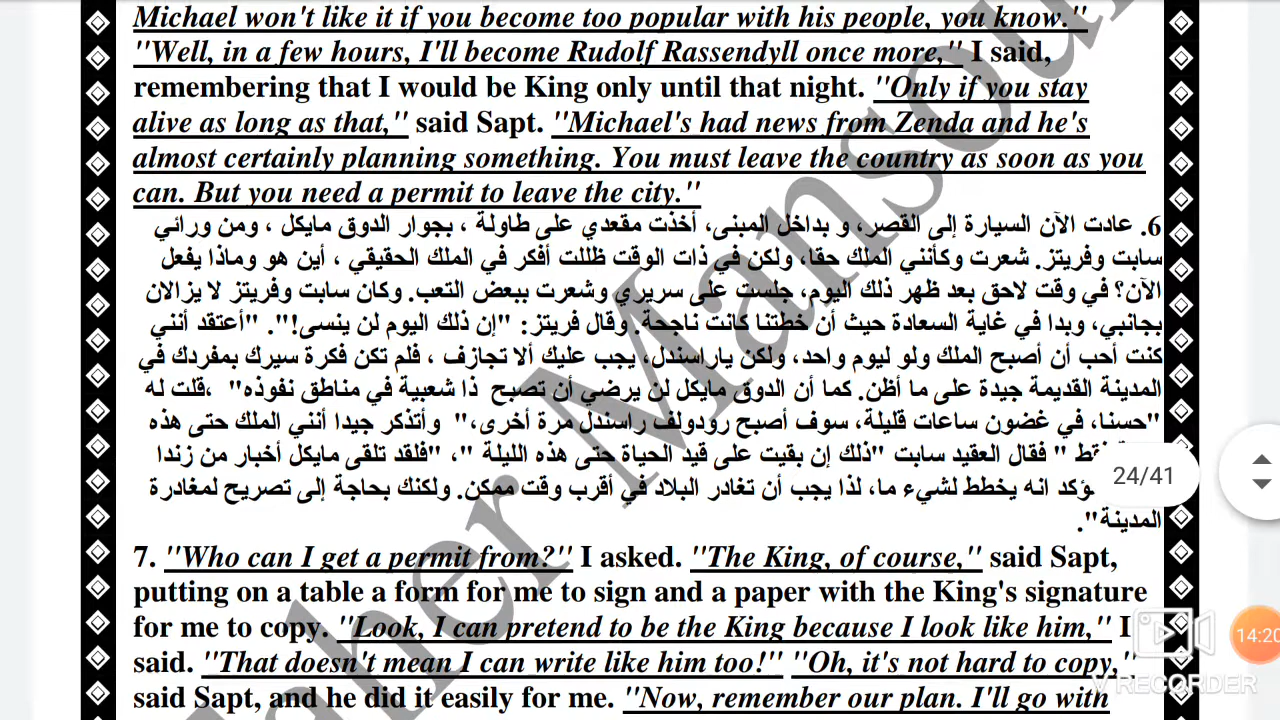 Michael won't like it if you become too popular with his people, you know."
"Well, in a few hours, I'll become Rudolf Rassendyll once more," I said,
remembering that I would be King only until that night. "Only if you stay
alive as long as that," said Sapt. "Michael's had news from Zenda and he's
almost certainly planning something. You must leave the country as soon as you
can. But you need a permit to leave the city."
6. عادت الآن السيارة إلى القصر، و بداخل المبنى، أخذت مقعدي على طاولة ، بجوار الدوق مايكل ، ومن ورائي
سابت وفريتز. شعرت وكأنني الملك حقا، ولكن في ذات الوقت ظللت أفكر في الملك الحقيقي ، أين هو وماذا يفعل
الآن؟ في وقت لاحق بعد ظهر ذلك اليوم، جلست على سريري وشعرت ببعض التعب. وكان سابت وفريتز لا يزالان
بجانبي، وبدا في غاية السعادة حيث أن خطتنا كانت ناجحة. وقال فريتز: "إن ذلك اليوم لن ينسى!". "أعتقد أنني
كنت أحب أن أصبح الملك ولو ليوم واحد، ولكن ياراسندل، يجب عليك ألا تجازف ، فلم تكن فكرة سيرك بمفردك في
المدينة القديمة جيدة على ما أظن. كما أن الدوق مايكل لن يرضي أن تصبح ذا شعبية في مناطق نفوذه" ،قلت له
"حسنا، في غضون ساعات قليلة، سوف أصبح رودولف راسندل مرة أخرى،" وأتذكر جيدا أنني الملك حتى هذه
" فقال العقيد سابت "ذلك إن بقيت على قيد الحياة حتى هذه الليلة "، "فلقد تلقى مايكل أخبار من زندا
انه يخطط لشيء ما، لذا يجب أن تغادر البلاد في أقرب وقت ممكن. ولكنك بحاجة إلى تصريح لمغادرة
المدينة".
24/41
7. "Who can I get a permit from?" I asked. "The King, of course," said Sapt,
putting on a table a form for me to sign and a paper with the King's signature
for me to copy. "Look, I can pretend to be the King because I look like him," I
said. "That doesn't mean I can write like him too!" "Oh, it's not hard to copy,"
said Sapt, and he did it easily for me. "Now, remember our plan. I'll go with
14:20
V RECORDER